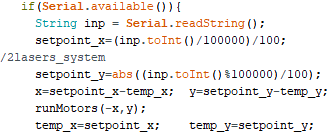 if(Serial.available()){
String inp = Serial.readString();
setpoint_x=(inp.toInt()/100000)/100;
/2lasers_system
setpoint_y=abs((inp.toInt()%100000)/100);
x=setpoint_x-temp_x; y=setpoint_y-temp_y;
runMotors(-x,y);
temp_x=setpoint_x; temp_y=setpoint_y;